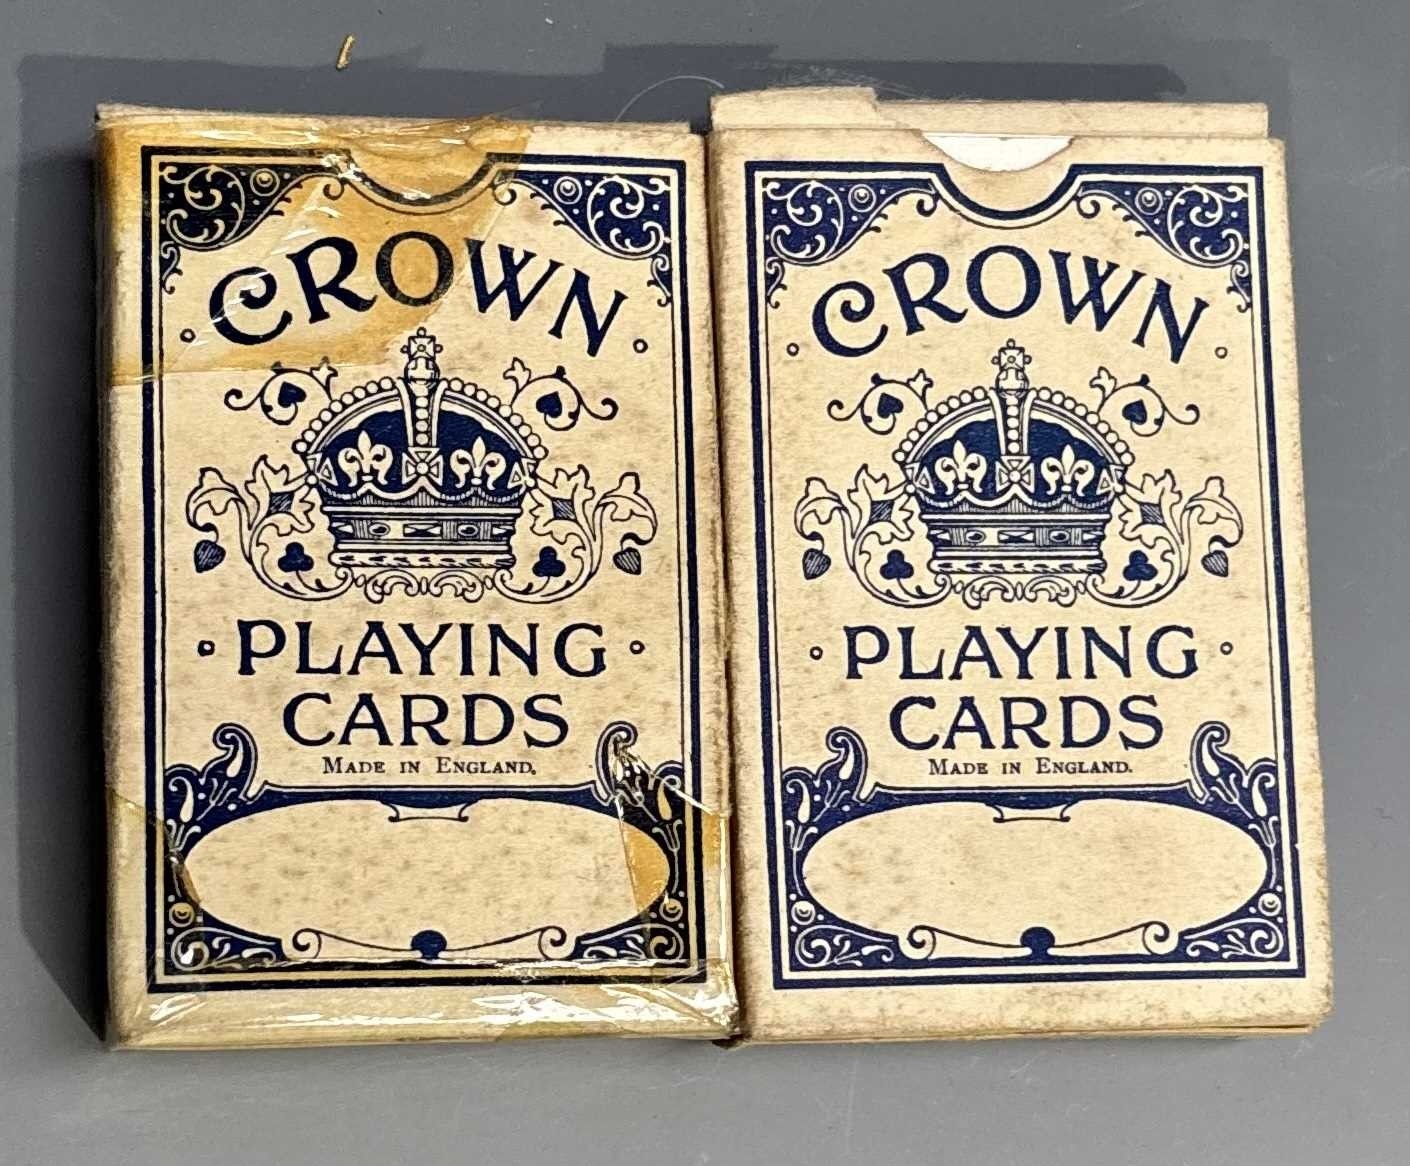 CROWN
PLAYING
CARDS
MADE IN ENGLAND.
CROWN
PLAYING
CARDS
MADE IN ENGLAND.